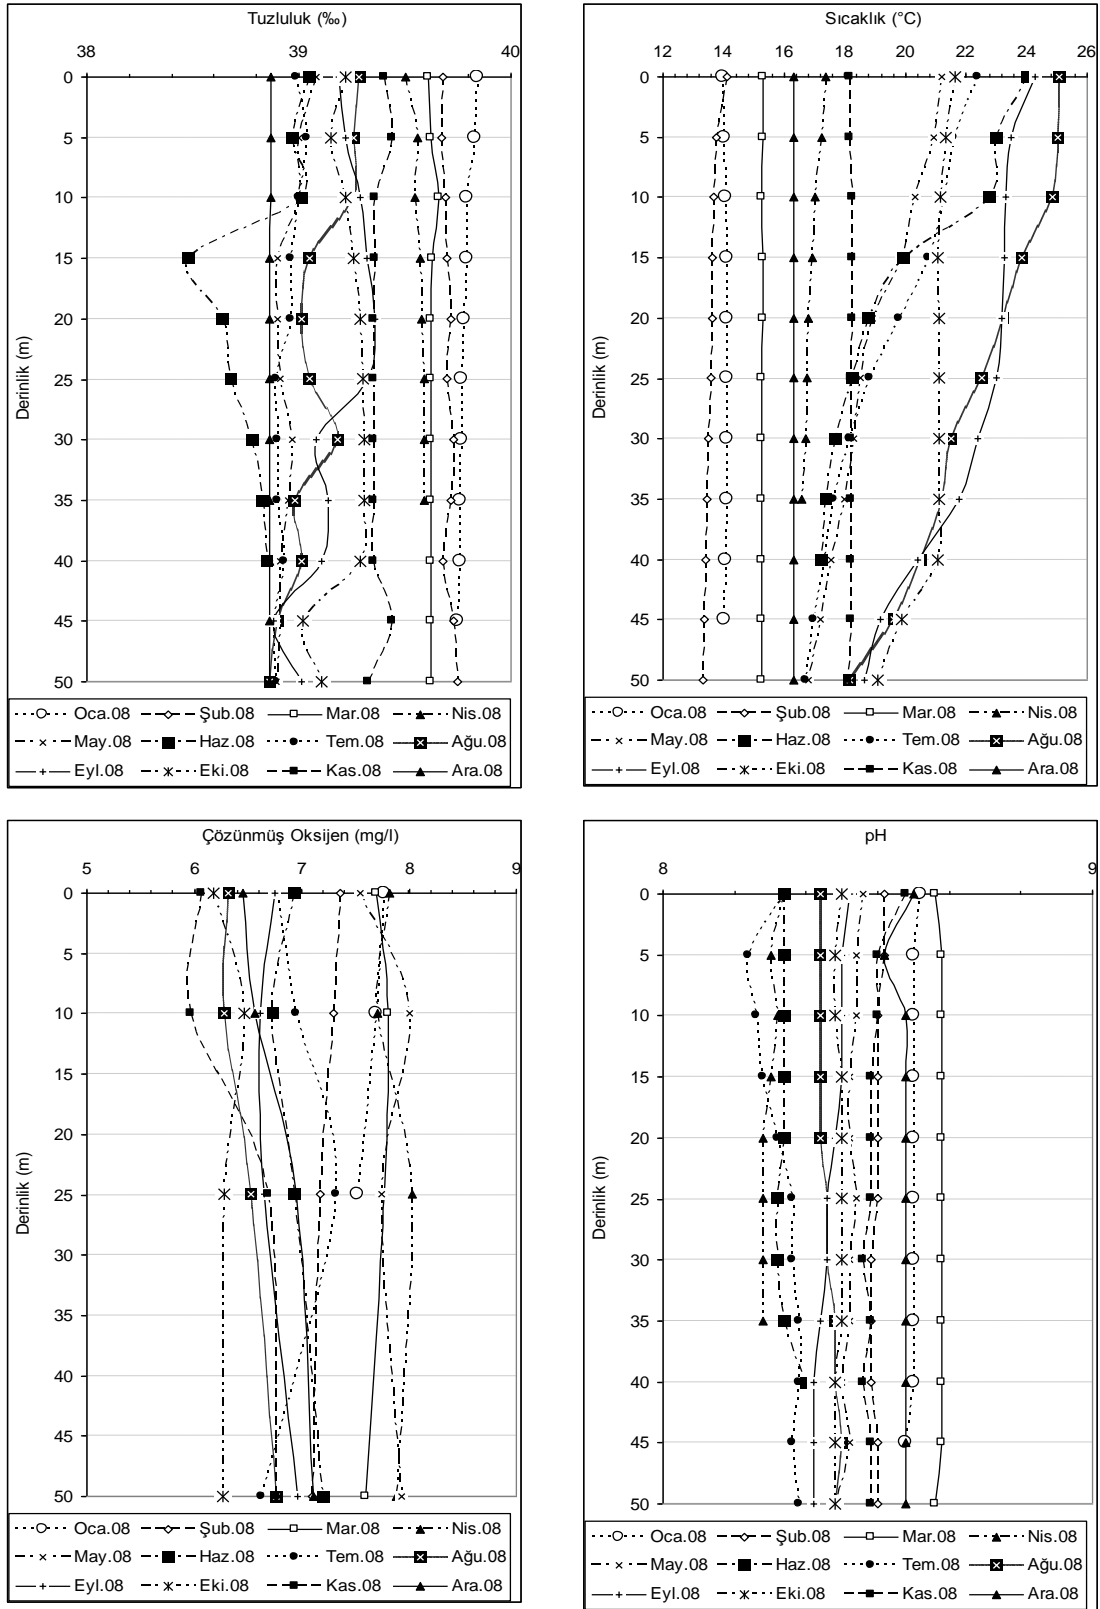 Tuzluluk (‰)
38 39 40
0
5
10
15
20
25
30
35
40
45
50
Derinlik (m)
Oca.08 Şub.08 Mar.08 Nis.08
May.08 Haz.08 Tem.08 Ağu.08
Eyl.08 Eki.08 Kas.08 Ara.08
Sıcaklık (°C)
12 14 16 18 20 22 24 26
0
5
10
15
20
25
30
35
40
45
50
Derinlik (m)
Oca.08 Şub.08 Mar.08 Nis.08
May.08 Haz.08 Tem.08 Ağu.08
Eyl.08 Eki.08 Kas.08 Ara.08
Çözünmüş Oksijen (mg/l)
5 6 7 8 9
0
5
10
15
20
25
30
35
40
45
50
Derinlik (m)
Oca.08 Şub.08 Mar.08 Nis.08
May.08 Haz.08 Tem.08 Ağu.08
Eyl.08 Eki.08 Kas.08 Ara.08
pH
8 9
0
5
10
15
20
25
30
35
40
45
50
Derinlik (m)
Oca.08 Şub.08 Mar.08 Nis.08
May.08 Haz.08 Tem.08 Ağu.08
Eyl.08 Eki.08 Kas.08 Ara.08